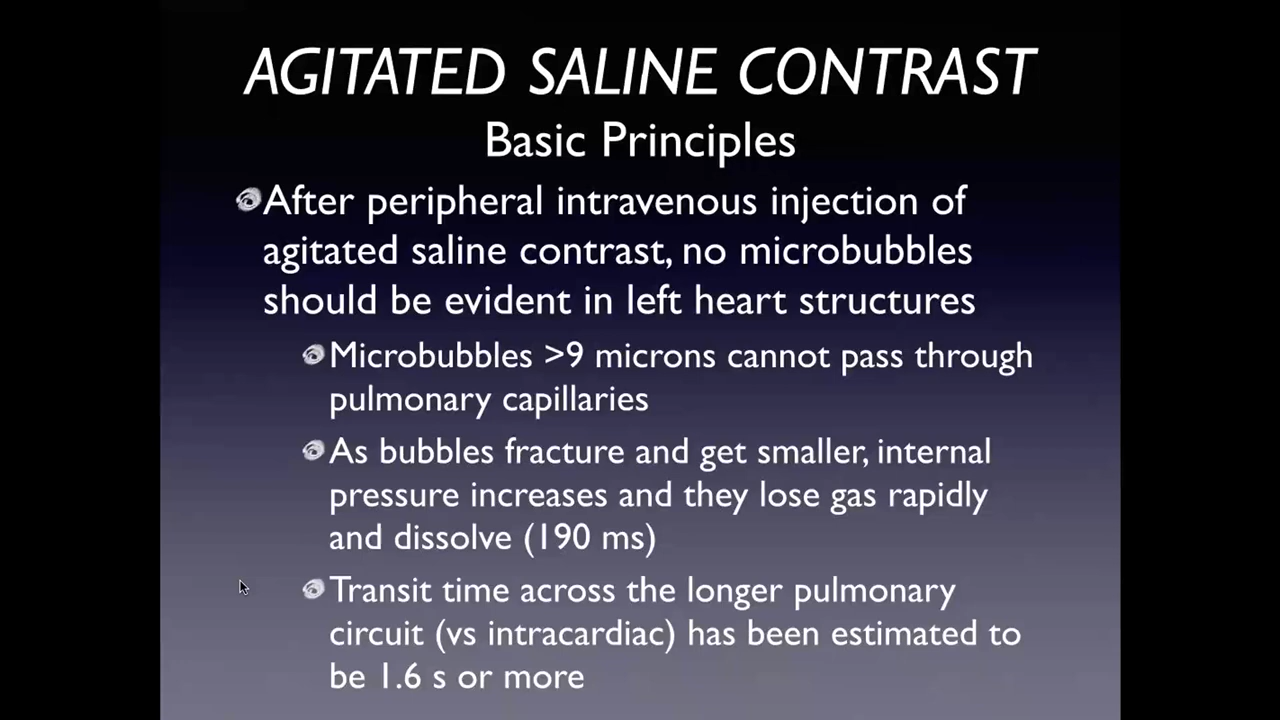 AGITATED SALINE CONTRAST
Basic Principles
After peripheral intravenous injection of
agitated saline contrast, no microbubbles
should be evident in left heart structures
Microbubbles >9 microns cannot pass through
pulmonary capillaries
As bubbles fracture and get smaller, internal
pressure increases and they lose gas rapidly
and dissolve (190 ms)
Transit time across the longer pulmonary
circuit (vs intracardiac) has been estimated to
be 1.6 s or more